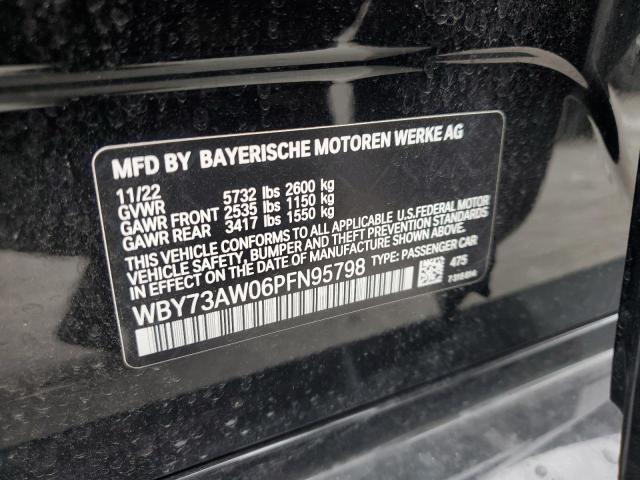 MFD BY BAYERISCHE MOTOREN WERKE AG
11/22
GVWR 5732 lbs 2600 kg
GAWR FRONT 2535 lbs 1150 kg
GAWR REAR 3417 lbs 1550 kg
THIS VEHICLE CONFORMS TO ALL APPLICABLE U.S.FEDERAL MOTOR
VEHICLE SAFETY, BUMPER AND THEFT PREVENTION STANDARDS
IN EFFECT ON THE DATE OF MANUFACTURE SHOWN ABOVE.
WBY73AW06PFN95798 TYPE: PASSENGER CAR
475